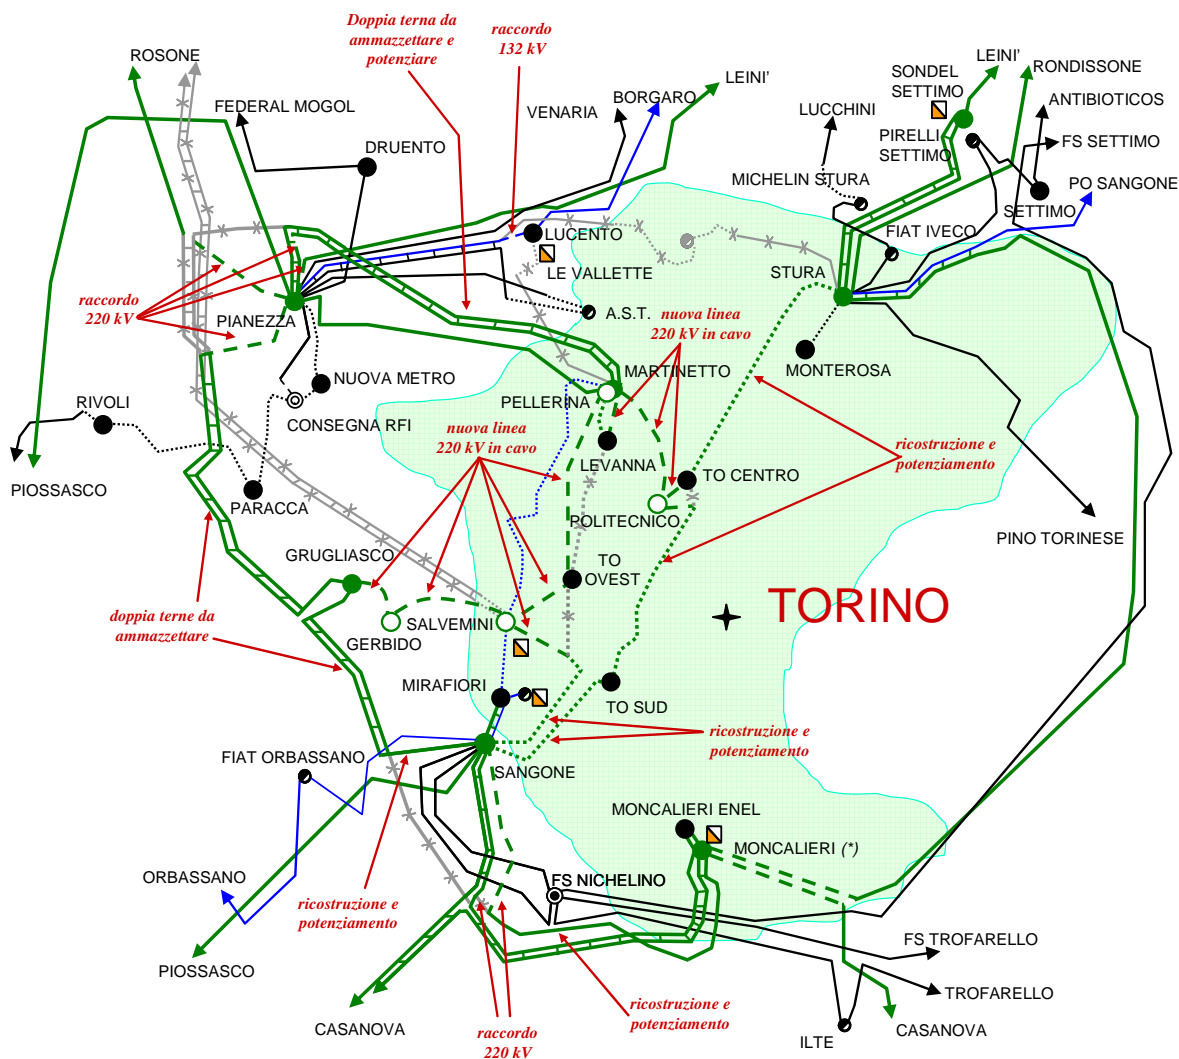 Doppia terna da
ammazzettare e
potenziare
raccordo
132 kV
ROSONE
LEINI'
SONDEL
SETTIMO
LEINI'
RONDISSONE
FEDERAL MOGOL
VENARIA
BORGARO
LUCCHINI
ANTIBIOTICOS
PIRELLI
SETTIMO
FS SETTIMO
DRUENTO
MICHELIN STURA
PO SANGONE
SETTIMO
LUCENTO
FIAT IVECO
LE VALLETTE
STURA
raccordo
220 kV
PIANEZZA
A.S.T.
nuova linea
220 kV in cavo
MONTEROSA
MARTINETTO
NUOVA METRO
RIVOLI
CONSEGNA RFI
PELLERINA
nuova linea
220 kV in cavo
LEVANNA
TO CENTRO
ricostruzione e
potenziamento
PIOSSASCO
PARACCA
POLITECNICO
PINO TORINESE
GRUGLIASCO
TO
OVEST
TORINO
doppia terne da
ammazzettare
GERBIDO
SALVEMINI
MIRAFIORI
TO SUD
ricostruzione e
potenziamento
FIAT ORBASSANO
SANGONE
MONCALIERI ENEL
MONCALIERI (*)
ORBASSANO
FS NICHELINO
ricostruzione e
potenziamento
PIOSSASCO
FS TROFARELLO
TROFARELLO
ricostruzione e
potenziamento
CASANOVA
raccordo
220 kV
ILTE
CASANOVA